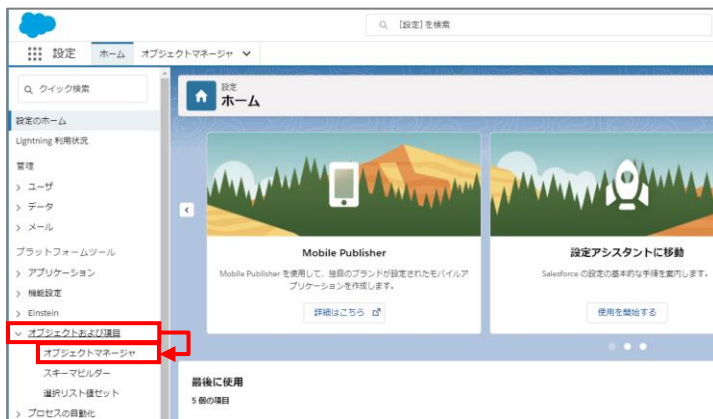 [設定] を検索
設定
ホーム
オブジェクトマネージャ
クイック検索
設定のホーム
Lightning 利用状況
管理
ユーザ
データ
メール
プラットフォームツール
アプリケーション
機能設定
Einstein
オブジェクトおよび項目
オブジェクトマネージャ
スキーマビルダー
選択リスト値セット
プロセスの自動化
設定
ホーム
Mobile Publisher
Mobile Publisher を使用して、独自のブランドが設定されたモバイルア
プリケーションを作成します。
詳細はこちら
設定アシスタントに移動
Salesforce の設定の基本的な手順を案内します。
使用を開始する
最後に使用
5 個の項目